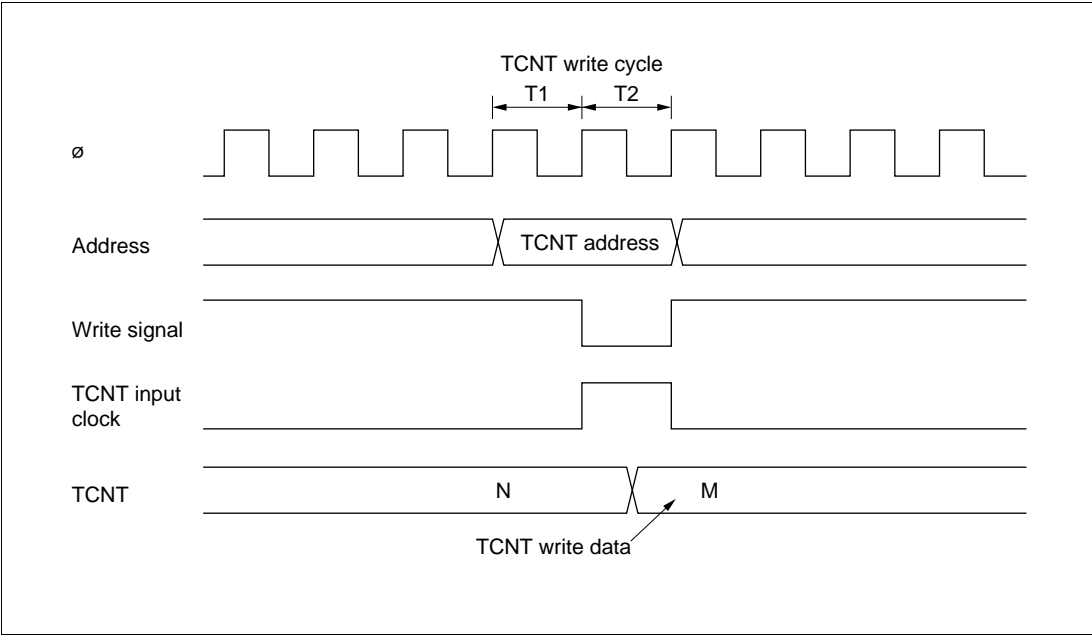 TCNT write cycle
T1 T2
ø
Address
TCNT address
Write signal
TCNT input
clock
TCNT
N
M
TCNT write data